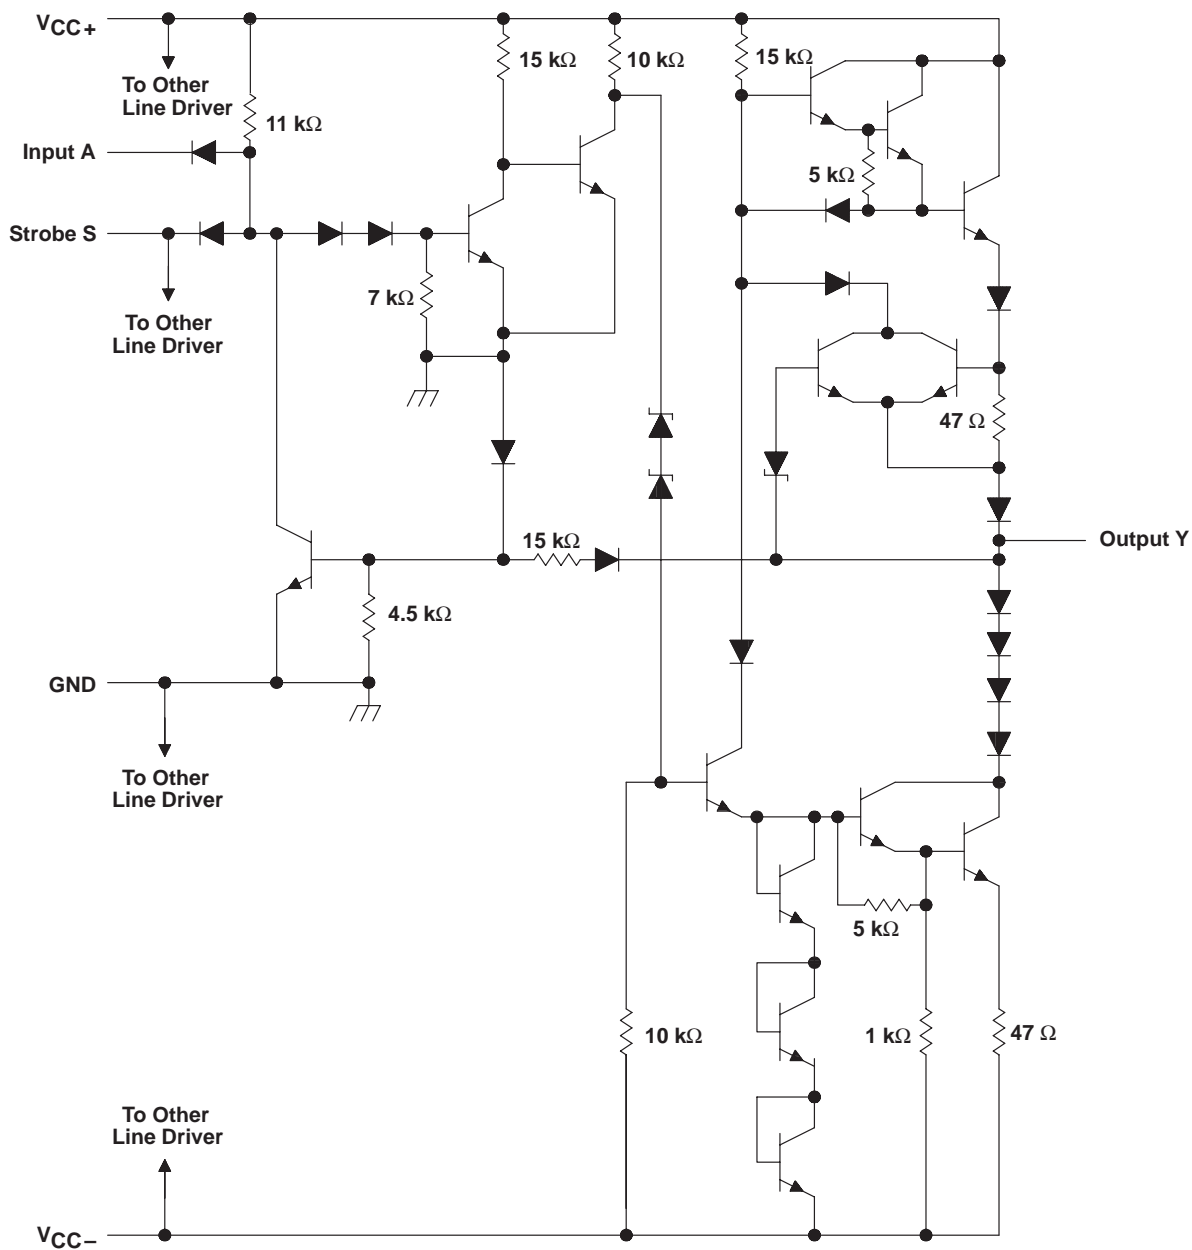 VCC+
15 kΩ
10 kΩ
15 kΩ
To Other
Line Driver
11 kΩ
Input A
5 kΩ
Strobe S
7 kΩ
To Other
Line Driver
47 Ω
15 kΩ
Output Y
4.5 kΩ
GND
To Other
Line Driver
5 kΩ
10 kΩ
1 kΩ
47 Ω
To Other
Line Driver
VCC−